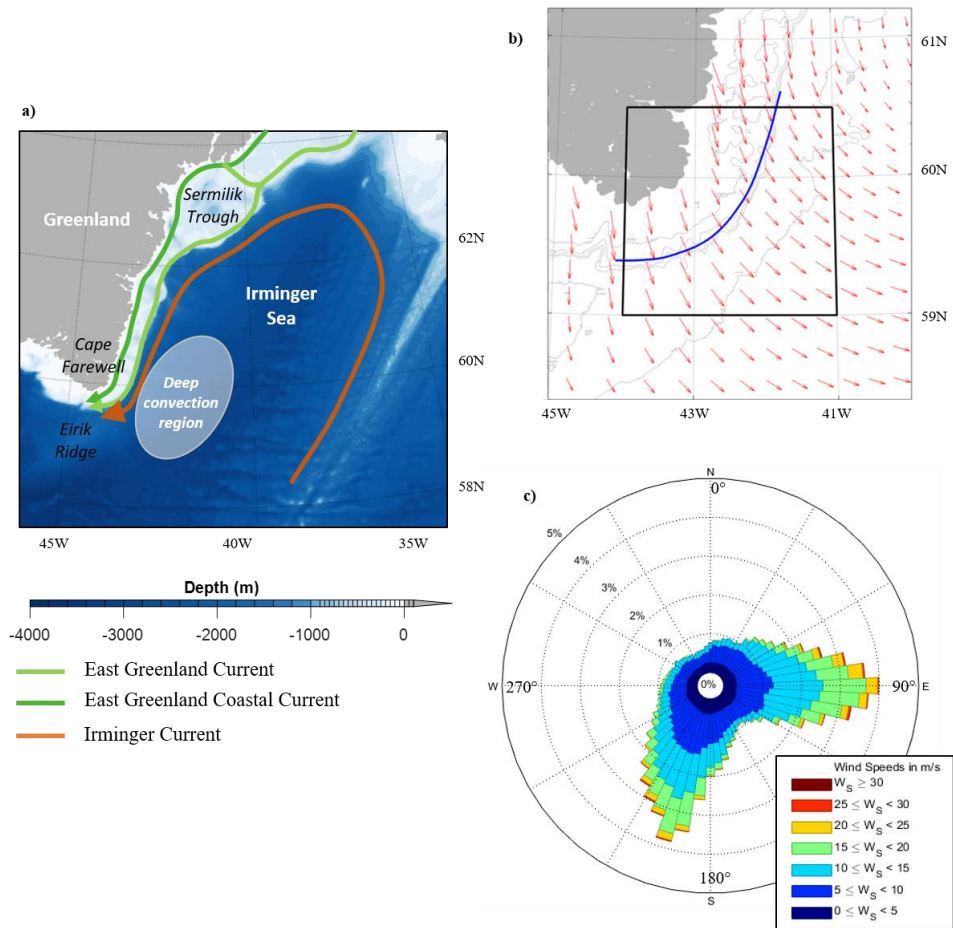 a)
Greenland
Sermilik
Trough
Irminger
Sea
Cape
Farewell
Deep
convection
region
Eirik
Ridge
62N
60N
58N
45W
40W
35W
Depth (m)
-4000
-3000
-2000
-1000
0
East Greenland Current
East Greenland Coastal Current
Irminger Current
b)
61N
60N
59N
45W
43W
41W
c)
N
0°
5%
4%
3%
2%
1%
0%
W
270°
90°
E
180°
S
Wind Speeds in m/s
W_S ≥ 30
25 ≤ W_S < 30
20 ≤ W_S < 25
15 ≤ W_S < 20
10 ≤ W_S < 15
5 ≤ W_S < 10
0 ≤ W_S < 5